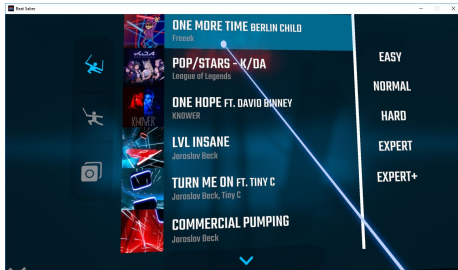 Beat Saber
ONE MORE TIME BERLIN CHILD
Freeek
POP/STARS - K/DA
League of Legends
ONE HOPE FT. DAVID BINNEY
KNOWER
LVL INSANE
Jaroslav Beck
TURN ME ON FT. TINY C
Jaroslav Beck, Tiny C
COMMERCIAL PUMPING
Jaroslav Beck
EASY
NORMAL
HARD
EXPERT
EXPERT+
K/DA
KNOWER